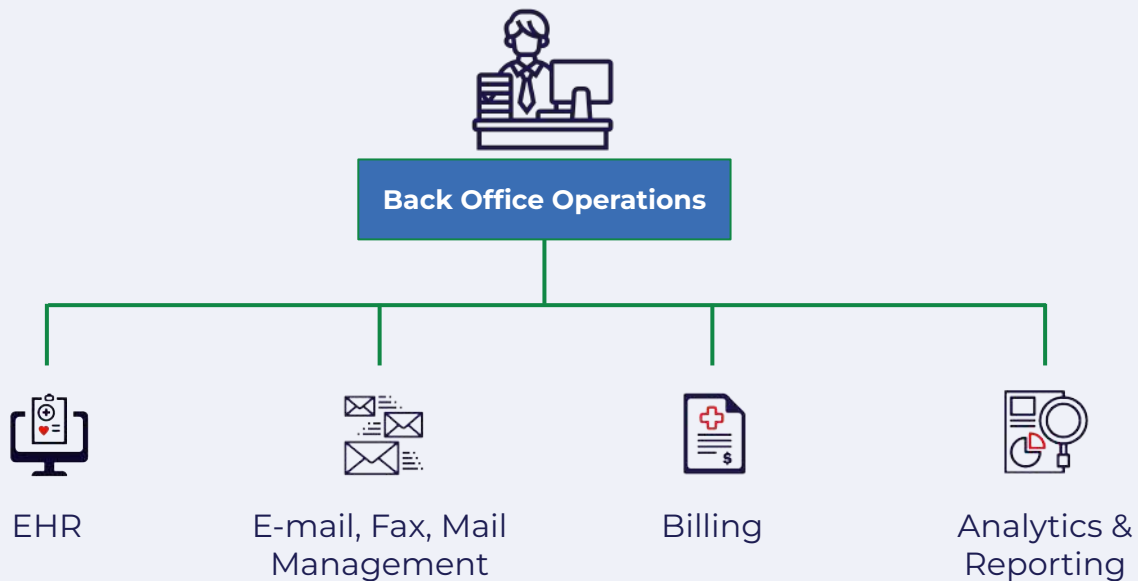 Back Office Operations
EHR
E-mail, Fax, Mail
Management
Billing
$
Analytics &
Reporting